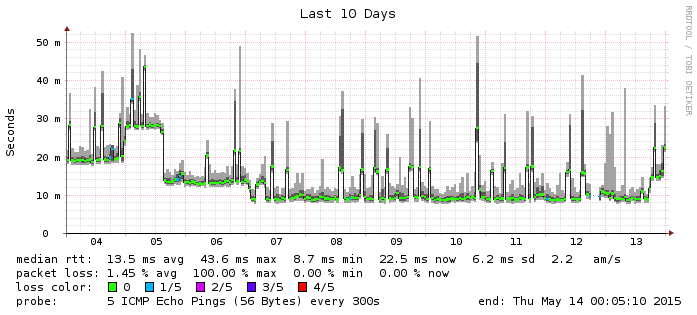 Last 10 Days
RRDTOOL / TOBI OETIKER
Seconds
50 m
40 m
30 m
20 m
10 m
0
04 05 06 07 08 09 10 11 12 13
median rtt: 13.5 ms avg 43.6 ms max 8.7 ms min 22.5 ms now 6.2 ms sd 2.2 am/s
packet loss: 1.45 % avg 100.00 % max 0.00 % min 0.00 % now
loss color: 0 1/5 2/5 3/5 4/5
probe: 5 ICMP Echo Pings (56 Bytes) every 300s end: Thu May 14 00:05:10 2015